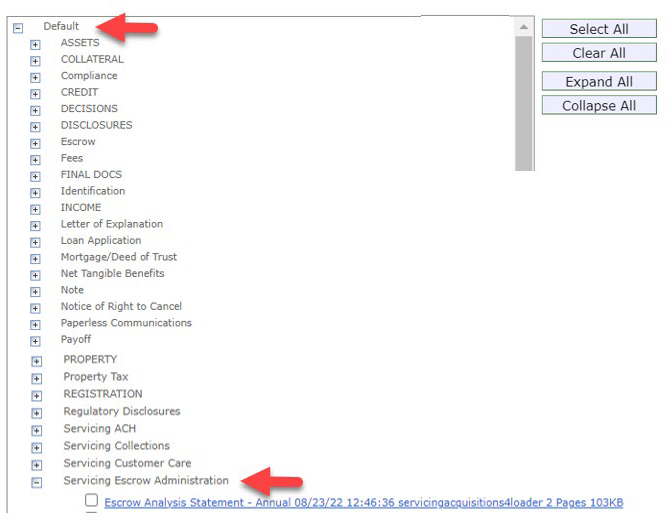 Default
ASSETS
COLLATERAL
Compliance
CREDIT
DECISIONS
DISCLOSURES
Escrow
Fees
FINAL DOCS
Identification
INCOME
Letter of Explanation
Loan Application
Mortgage/Deed of Trust
Net Tangible Benefits
Note
Notice of Right to Cancel
Paperless Communications
Payoff
PROPERTY
Property Tax
REGISTRATION
Regulatory Disclosures
Servicing ACH
Servicing Collections
Servicing Customer Care
Servicing Escrow Administration
Escrow Analysis Statement - Annual 08/23/22 12:46:36 servicingacquisitions4loader 2 Pages 103KB
Select All
Clear All
Expand All
Collapse All